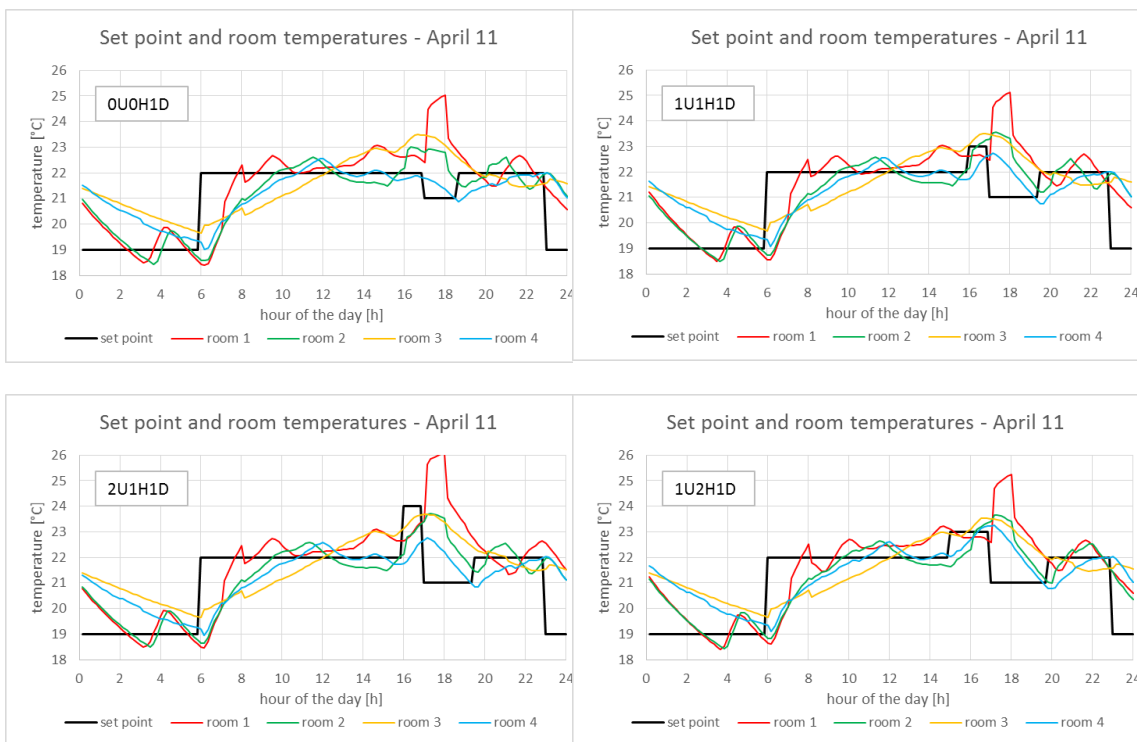 Set point and room temperatures - April 11
0U0H1D
temperature [°C]
26
25
24
23
22
21
20
19
18
0 2 4 6 8 10 12 14 16 18 20 22 24
hour of the day [h]
set point room 1 room 2 room 3 room 4
Set point and room temperatures - April 11
1U1H1D
temperature [°C]
26
25
24
23
22
21
20
19
18
0 2 4 6 8 10 12 14 16 18 20 22 24
hour of the day [h]
set point room 1 room 2 room 3 room 4
Set point and room temperatures - April 11
2U1H1D
temperature [°C]
26
25
24
23
22
21
20
19
18
0 2 4 6 8 10 12 14 16 18 20 22 24
hour of the day [h]
set point room 1 room 2 room 3 room 4
Set point and room temperatures - April 11
1U2H1D
temperature [°C]
26
25
24
23
22
21
20
19
18
0 2 4 6 8 10 12 14 16 18 20 22 24
hour of the day [h]
set point room 1 room 2 room 3 room 4